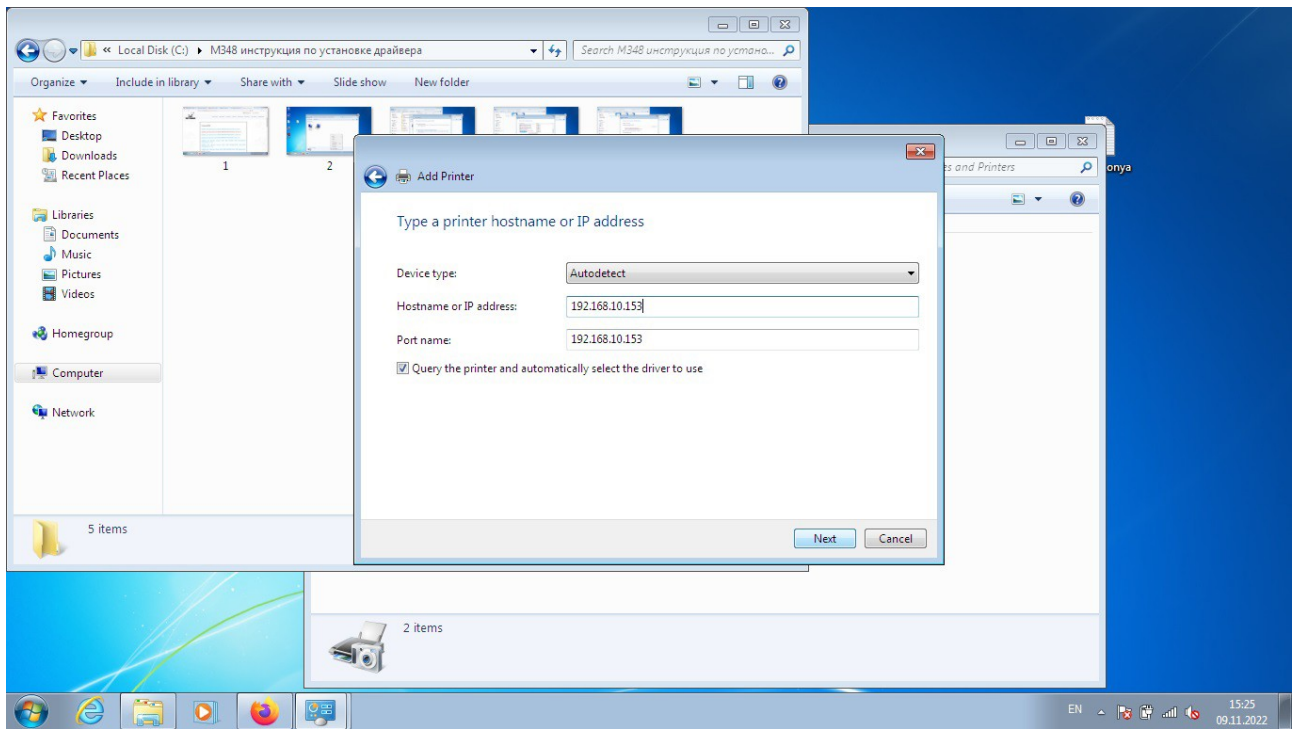 « Local Disk (C:) ▸ M348 инструкция по установке драйвера
Search M348 инструкция по устано...
Organize
Include in library
Share with
Slide show
New folder
Favorites
Desktop
Downloads
Recent Places
Libraries
Documents
Music
Pictures
Videos
Homegroup
Computer
Network
1
2
5 items
and Printers
onya
Add Printer
Type a printer hostname or IP address
Device type:
Autodetect
Hostname or IP address:
192.168.10.153
Port name:
192.168.10.153
Query the printer and automatically select the driver to use
Next
Cancel
2 items
EN
15:25
09.11.2022